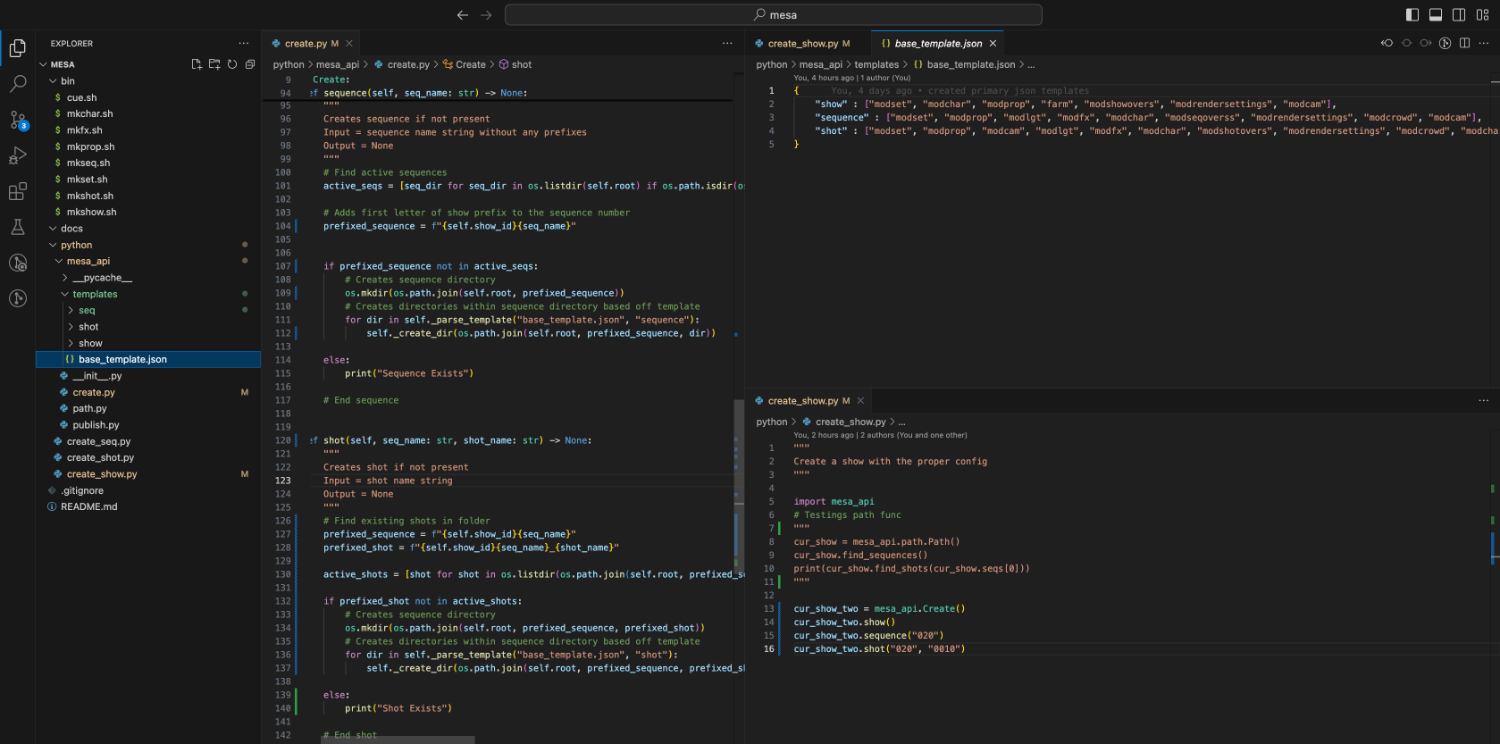 mesa
EXPLORER
MESA
bin
$ cue.sh
$ mkchar.sh
$ mkfx.sh
$ mkprop.sh
$ mkseq.sh
$ mkset.sh
$ mkshot.sh
$ mkshow.sh
docs
python
mesa_api
__pycache__
templates
seq
shot
show
{} base_template.json
__init__.py
create.py M
path.py
publish.py
create_seq.py
create_shot.py
create_show.py M
.gitignore
README.md
3
create.py M
python > mesa_api > create.py > Create > shot
9 Create:
94 ef sequence(self, seq_name: str) -> None:
95 """
96 Creates sequence if not present
97 Input = sequence name string without any prefixes
98 Output = None
99 """
100 # Find active sequences
101 active_seqs = [seq_dir for seq_dir in os.listdir(self.root) if os.path.isdir(os
102
103 # Adds first letter of show prefix to the sequence number
104 prefixed_sequence = f"{self.show_id}{seq_name}"
105
106
107 if prefixed_sequence not in active_seqs:
108 # Creates sequence directory
109 os.mkdir(os.path.join(self.root, prefixed_sequence))
110 # Creates directories within sequence directory based off template
111 for dir in self._parse_template("base_template.json", "sequence"):
112 self._create_dir(os.path.join(self.root, prefixed_sequence, dir))
113
114 else:
115 print("Sequence Exists")
116
117 # End sequence
118
119
120 ef shot(self, seq_name: str, shot_name: str) -> None:
121 """
122 Creates shot if not present
123 Input = shot name string
124 Output = None
125 """
126 # Find existing shots in folder
127 prefixed_sequence = f"{self.show_id}{seq_name}"
128 prefixed_shot = f"{self.show_id}{seq_name}_{shot_name}"
129
130 active_shots = [shot for shot in os.listdir(os.path.join(self.root, prefixed_s
131
132 if prefixed_shot not in active_shots:
133 # Creates sequence directory
134 os.mkdir(os.path.join(self.root, prefixed_sequence, prefixed_shot))
135 # Creates directories within sequence directory based off template
136 for dir in self._parse_template("base_template.json", "shot"):
137 self._create_dir(os.path.join(self.root, prefixed_sequence, prefixed_sh
138
139 else:
140 print("Shot Exists")
141
142 # End shot
create_show.py M {} base_template.json
python > mesa_api > templates > {} base_template.json > ...
You, 4 hours ago | 1 author (You)
1 { You, 4 days ago • created primary json templates
2 "show" : ["modset", "modchar", "modprop", "farm", "modshowovers", "modrendersettings", "modcam"],
3 "sequence" : ["modset", "modprop", "modlgt", "modfx", "modchar", "modseqoverss", "modrendersettings", "modcrowd", "modcam"],
4 "shot" : ["modset", "modprop", "modcam", "modlgt", "modfx", "modchar", "modshotovers", "modrendersettings", "modcrowd", "modcha
5 }
create_show.py M
python > create_show.py > ...
You, 2 hours ago | 2 authors (You and one other)
1 """
2 Create a show with the proper config
3 """
4
5 import mesa_api
6 # Testings path func
7 """
8 cur_show = mesa_api.path.Path()
9 cur_show.find_sequences()
10 print(cur_show.find_shots(cur_show.seqs[0]))
11 """
12
13 cur_show_two = mesa_api.Create()
14 cur_show_two.show()
15 cur_show_two.sequence("020")
16 cur_show_two.shot("020", "0010")